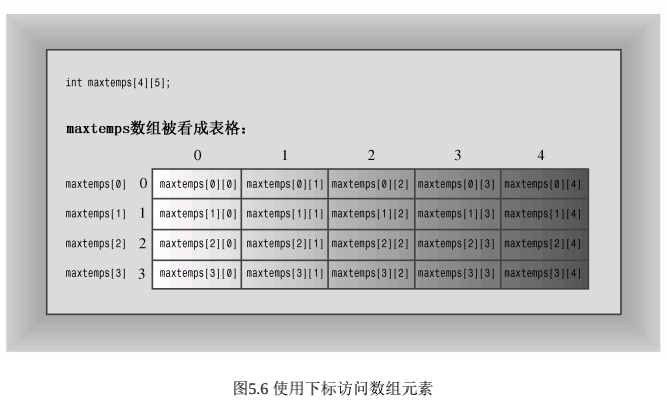 int maxtemps[4][5];
maxtemps数组被看成表格：
0 1 2 3 4
maxtemps[0] 0 maxtemps[0][0] maxtemps[0][1] maxtemps[0][2] maxtemps[0][3] maxtemps[0][4]
maxtemps[1] 1 maxtemps[1][0] maxtemps[1][1] maxtemps[1][2] maxtemps[1][3] maxtemps[1][4]
maxtemps[2] 2 maxtemps[2][0] maxtemps[2][1] maxtemps[2][2] maxtemps[2][3] maxtemps[2][4]
maxtemps[3] 3 maxtemps[3][0] maxtemps[3][1] maxtemps[3][2] maxtemps[3][3] maxtemps[3][4]
图5.6 使用下标访问数组元素